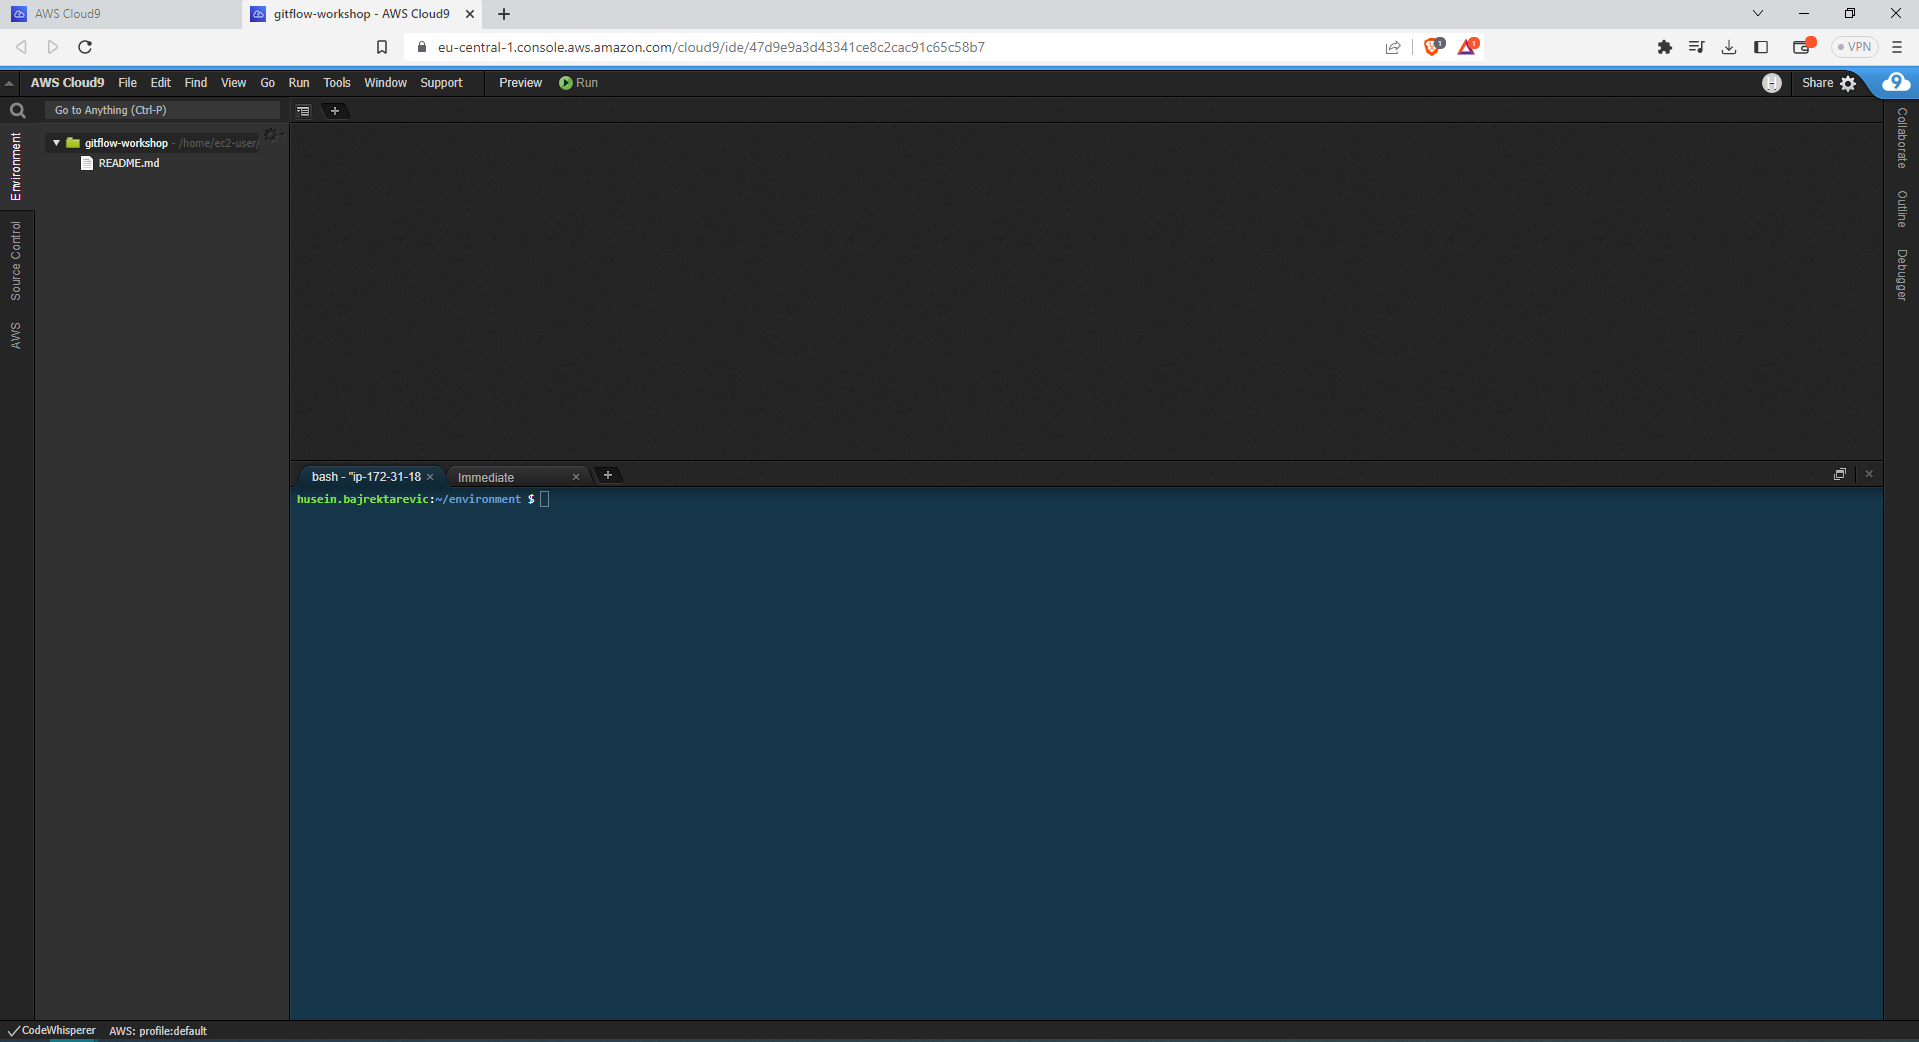 AWS Cloud9
gitflow-workshop - AWS Cloud9
eu-central-1.console.aws.amazon.com/cloud9/ide/47d9e9a3d43341ce8c2cac91c65c58b7
1
1
VPN
AWS Cloud9 File Edit Find View Go Run Tools Window Support Preview Run
H
Share
9
Go to Anything (Ctrl-P)
gitflow-workshop - /home/ec2-user/
README.md
Environment
Source Control
AWS
Collaborate
Outline
Debugger
bash - "ip-172-31-18
Immediate
husein.bajrektarevic:~/environment $
CodeWhisperer AWS: profile:default